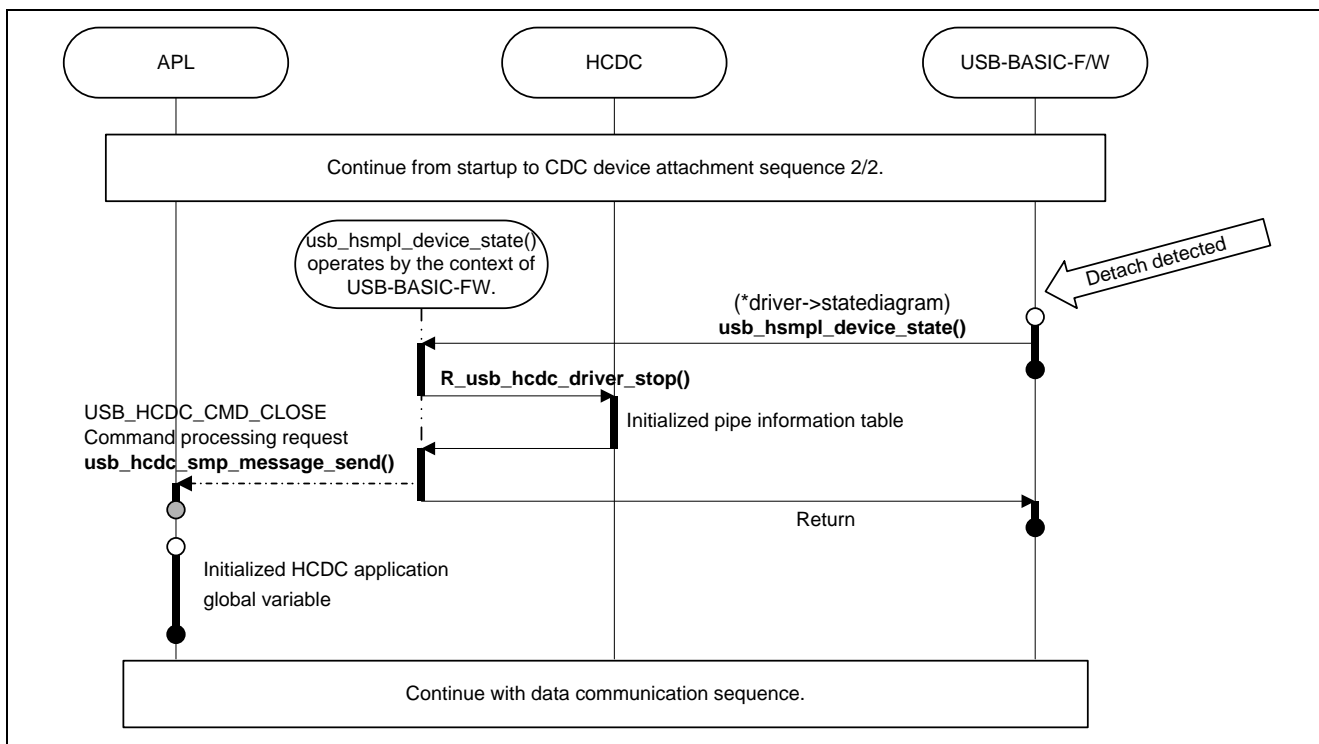 APL
HCDC
USB-BASIC-F/W
Continue from startup to CDC device attachment sequence 2/2.
usb_hsmpl_device_state()
operates by the context of
USB-BASIC-FW.
Detach detected
(*driver->statediagram)
usb_hsmpl_device_state()
R_usb_hcdc_driver_stop()
USB_HCDC_CMD_CLOSE
Command processing request
usb_hcdc_smp_message_send()
Initialized pipe information table
Return
Initialized HCDC application
global variable
Continue with data communication sequence.